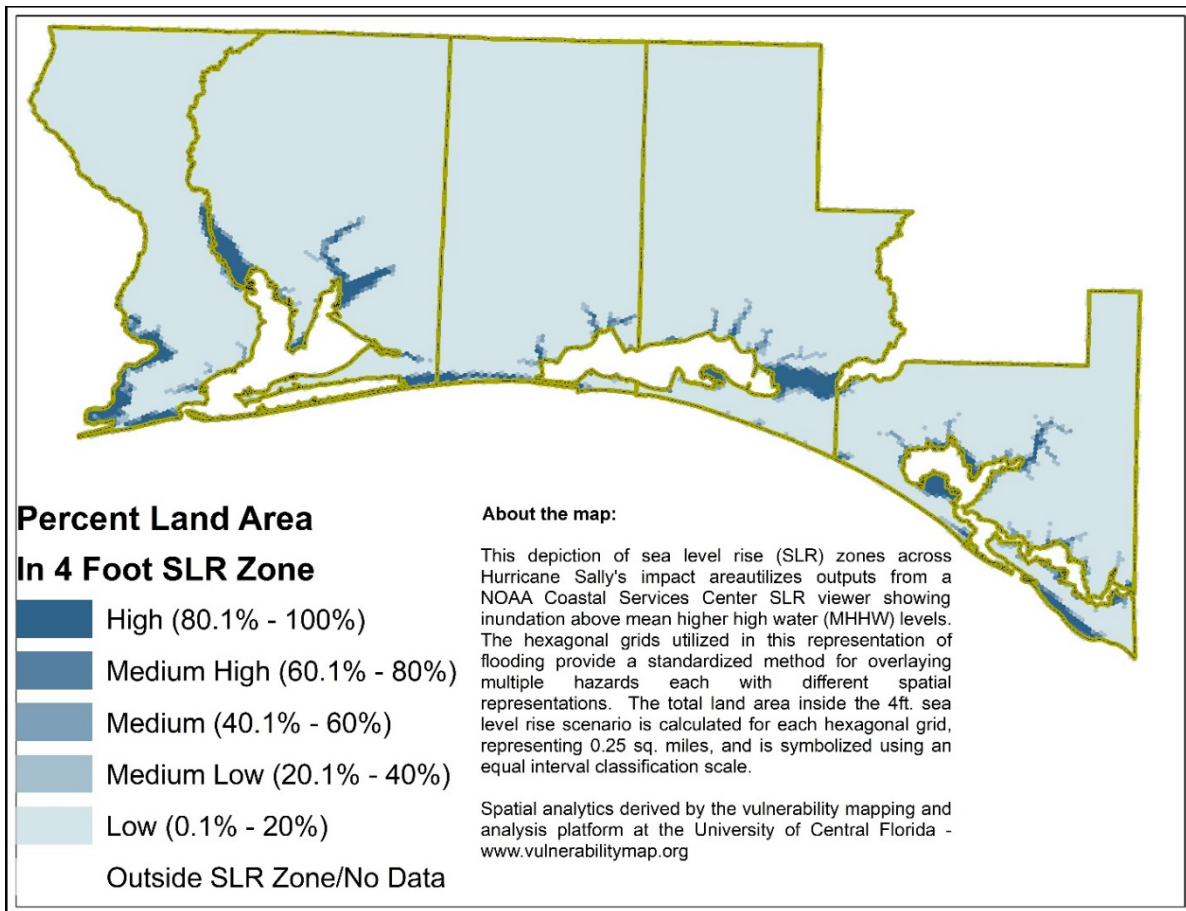 Percent Land Area
In 4 Foot SLR Zone
High (80.1% - 100%)
Medium High (60.1% - 80%)
Medium (40.1% - 60%)
Medium Low (20.1% - 40%)
Low (0.1% - 20%)
Outside SLR Zone/No Data
About the map:
This depiction of sea level rise (SLR) zones across
Hurricane Sally's impact areautilizes outputs from a
NOAA Coastal Services Center SLR viewer showing
inundation above mean higher high water (MHHW) levels.
The hexagonal grids utilized in this representation of
flooding provide a standardized method for overlaying
multiple hazards each with different spatial
representations. The total land area inside the 4ft. sea
level rise scenario is calculated for each hexagonal grid,
representing 0.25 sq. miles, and is symbolized using an
equal interval classification scale.
Spatial analytics derived by the vulnerability mapping and
analysis platform at the University of Central Florida -
www.vulnerabilitymap.org